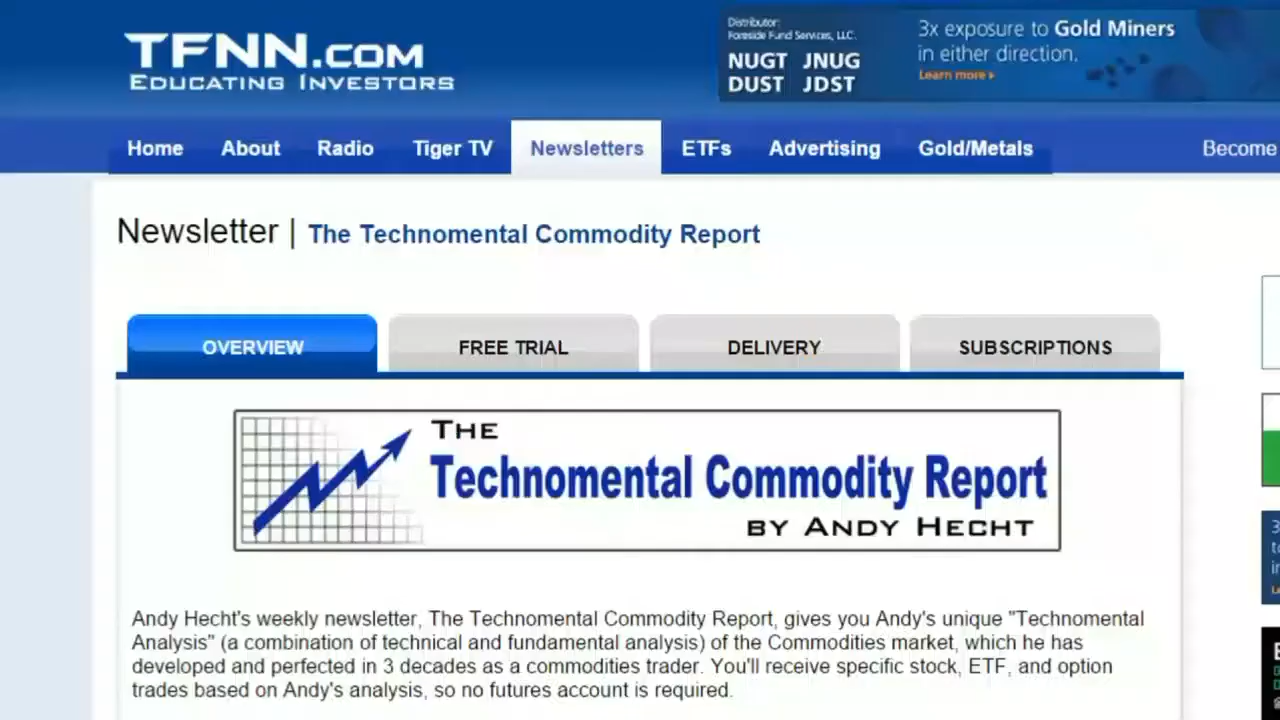 TFNN.COM
EDUCATING INVESTORS
Distributor:
Foreside Fund Services, LLC.
NUGT JNUG
DUST JDST
3x exposure to Gold Miners
in either direction.
Learn more
Home About Radio Tiger TV Newsletters ETFs Advertising Gold/Metals Become
Newsletter | The Technomental Commodity Report
OVERVIEW FREE TRIAL DELIVERY SUBSCRIPTIONS
THE
Technomental Commodity Report
BY ANDY HECHT
Andy Hecht's weekly newsletter, The Technomental Commodity Report, gives you Andy's unique "Technomental
Analysis" (a combination of technical and fundamental analysis) of the Commodities market, which he has
developed and perfected in 3 decades as a commodities trader. You'll receive specific stock, ETF, and option
trades based on Andy's analysis, so no futures account is required.